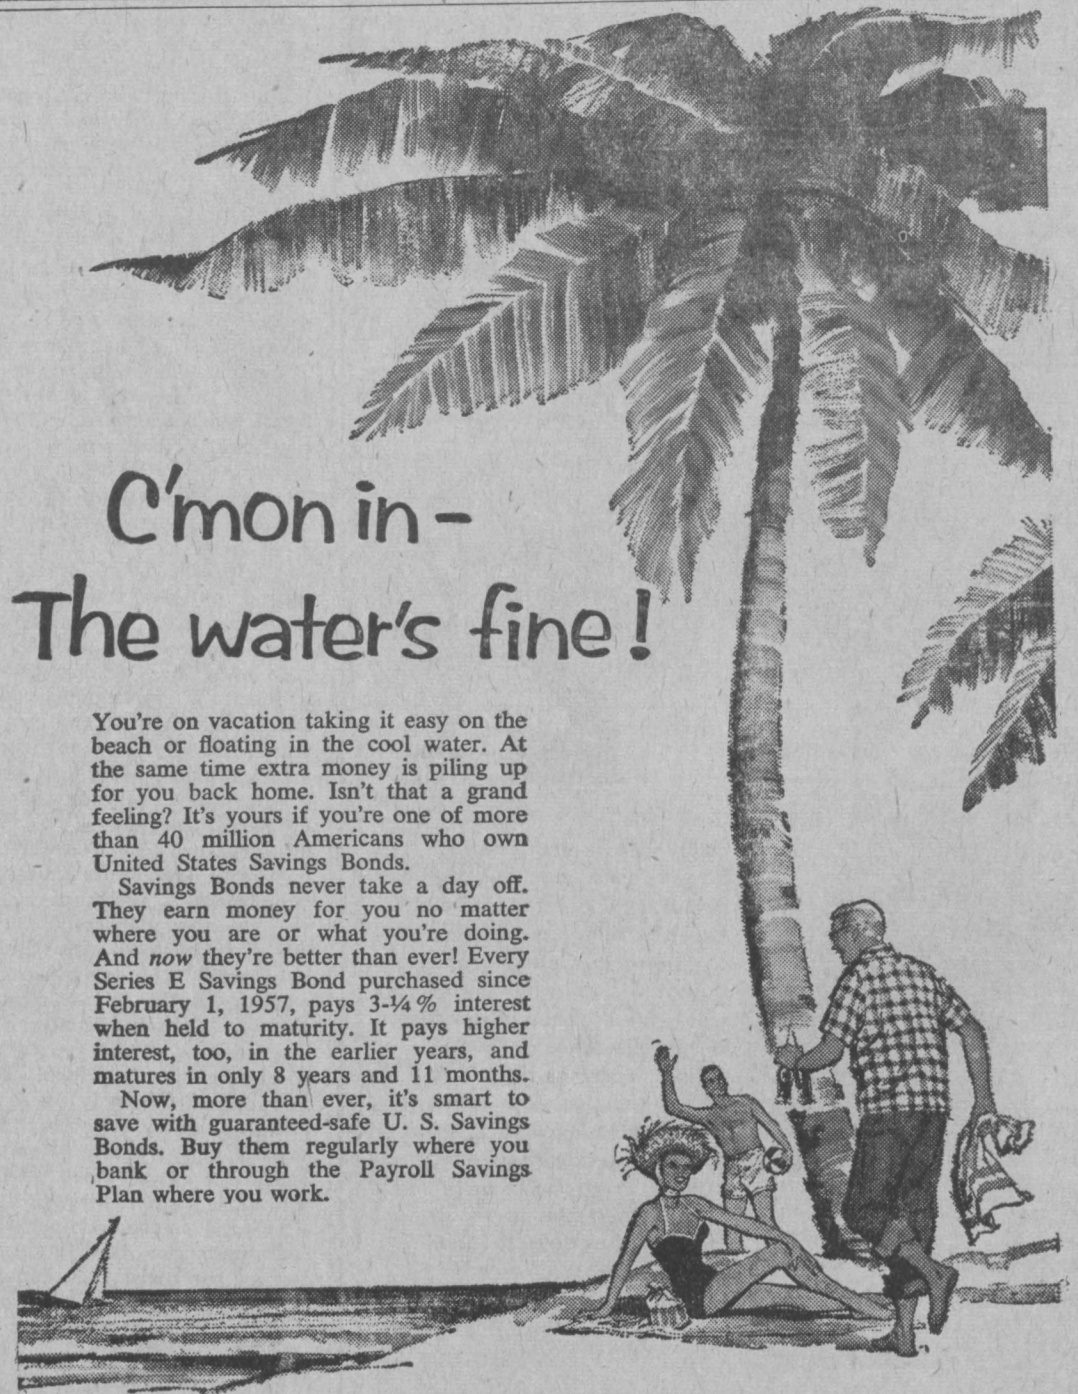 C'mon in -
The water's fine!
You're on vacation taking it easy on the
beach or floating in the cool water. At
the same time extra money is piling up
for you back home. Isn't that a grand
feeling? It's yours if you're one of more
than 40 million Americans who own
United States Savings Bonds.
Savings Bonds never take a day off.
They earn money for you no matter
where you are or what you're doing.
And now they're better than ever! Every
Series E Savings Bond purchased since
February 1, 1957, pays 3-¼% interest
when held to maturity. It pays higher
interest, too, in the earlier years, and
matures in only 8 years and 11 months.
Now, more than ever, it's smart to
save with guaranteed-safe U. S. Savings
Bonds. Buy them regularly where you
bank or through the Payroll Savings
Plan where you work.